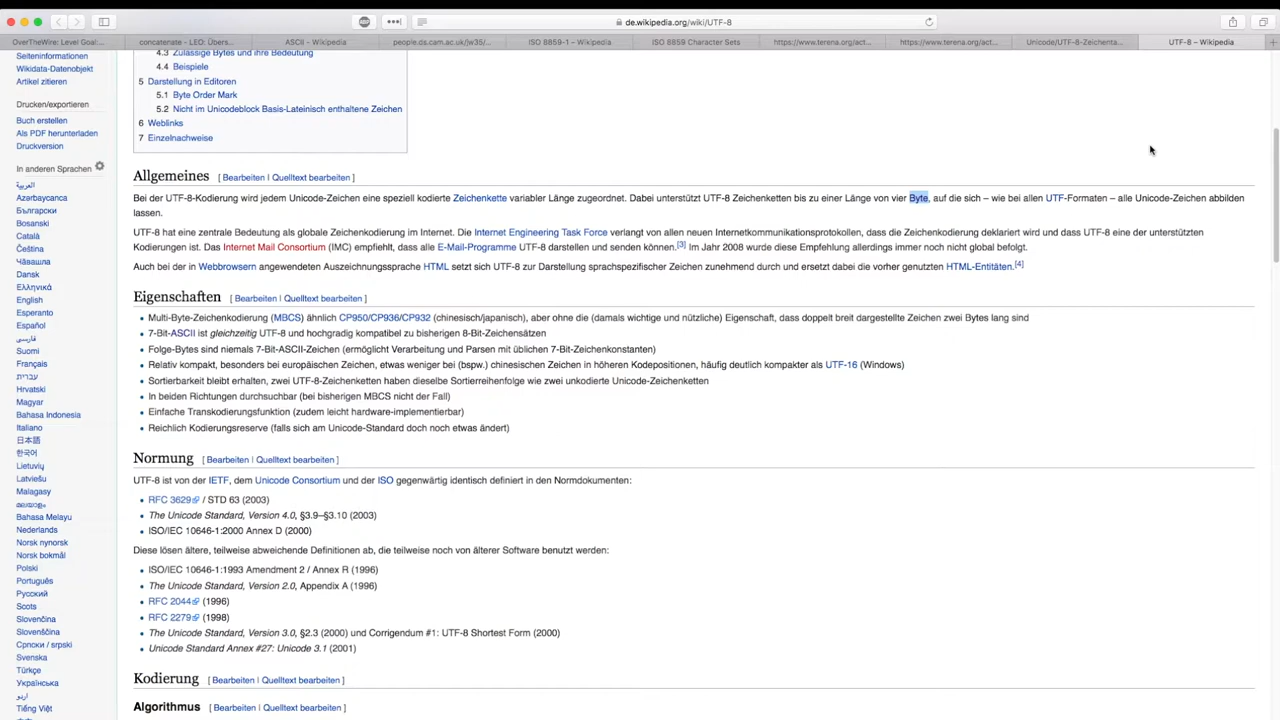 de.wikipedia.org/wiki/UTF-8
OverTheWire: Level Goal:...
concatenate - LEO: Übers...
ASCII – Wikipedia
people.ds.cam.ac.uk/jw35/...
ISO 8859-1 – Wikipedia
ISO 8859 Character Sets
https://www.terena.org/act...
https://www.terena.org/act...
Unicode/UTF-8-Zeichenta...
UTF-8 – Wikipedia
Seiteninformationen
Wikidata-Datenobjekt
Artikel zitieren
Drucken/exportieren
Buch erstellen
Als PDF herunterladen
Druckversion
In anderen Sprachen
العربية
Azərbaycanca
Български
Bosanski
Català
Čeština
Чӑвашла
Dansk
Ελληνικά
English
Esperanto
Español
فارسی
Suomi
Français
עברית
Hrvatski
Magyar
Bahasa Indonesia
Italiano
日本語
한국어
Lietuvių
Latviešu
Malagasy
മലയാളം
Bahasa Melayu
Nederlands
Norsk nynorsk
Norsk bokmål
Polski
Português
Русский
Scots
Slovenčina
Slovenščina
Српски / srpski
Svenska
Türkçe
Українська
اردو
Tiếng Việt
4.3 Zulässige Bytes und ihre Bedeutung
4.4 Beispiele
5 Darstellung in Editoren
5.1 Byte Order Mark
5.2 Nicht im Unicodeblock Basis-Lateinisch enthaltene Zeichen
6 Weblinks
7 Einzelnachweise
Allgemeines [ Bearbeiten | Quelltext bearbeiten ]
Bei der UTF-8-Kodierung wird jedem Unicode-Zeichen eine speziell kodierte Zeichenkette variabler Länge zugeordnet. Dabei unterstützt UTF-8 Zeichenketten bis zu einer Länge von vier Byte, auf die sich – wie bei allen UTF-Formaten – alle Unicode-Zeichen abbilden
lassen.
UTF-8 hat eine zentrale Bedeutung als globale Zeichenkodierung im Internet. Die Internet Engineering Task Force verlangt von allen neuen Internetkommunikationsprotokollen, dass die Zeichenkodierung deklariert wird und dass UTF-8 eine der unterstützten
Kodierungen ist. Das Internet Mail Consortium (IMC) empfiehlt, dass alle E-Mail-Programme UTF-8 darstellen und senden können.[3] Im Jahr 2008 wurde diese Empfehlung allerdings immer noch nicht global befolgt.
Auch bei der in Webbrowsern angewendeten Auszeichnungssprache HTML setzt sich UTF-8 zur Darstellung sprachspezifischer Zeichen zunehmend durch und ersetzt dabei die vorher genutzten HTML-Entitäten.[4]
Eigenschaften [ Bearbeiten | Quelltext bearbeiten ]
• Multi-Byte-Zeichenkodierung (MBCS) ähnlich CP950/CP936/CP932 (chinesisch/japanisch), aber ohne die (damals wichtige und nützliche) Eigenschaft, dass doppelt breit dargestellte Zeichen zwei Bytes lang sind
• 7-Bit-ASCII ist gleichzeitig UTF-8 und hochgradig kompatibel zu bisherigen 8-Bit-Zeichensätzen
• Folge-Bytes sind niemals 7-Bit-ASCII-Zeichen (ermöglicht Verarbeitung und Parsen mit üblichen 7-Bit-Zeichenkonstanten)
• Relativ kompakt, besonders bei europäischen Zeichen, etwas weniger bei (bspw.) chinesischen Zeichen in höheren Kodepositionen, häufig deutlich kompakter als UTF-16 (Windows)
• Sortierbarkeit bleibt erhalten, zwei UTF-8-Zeichenketten haben dieselbe Sortierreihenfolge wie zwei unkodierte Unicode-Zeichenketten
• In beiden Richtungen durchsuchbar (bei bisherigen MBCS nicht der Fall)
• Einfache Transkodierungsfunktion (zudem leicht hardware-implementierbar)
• Reichlich Kodierungsreserve (falls sich am Unicode-Standard doch noch etwas ändert)
Normung [ Bearbeiten | Quelltext bearbeiten ]
UTF-8 ist von der IETF, dem Unicode Consortium und der ISO gegenwärtig identisch definiert in den Normdokumenten:
• RFC 3629 / STD 63 (2003)
• The Unicode Standard, Version 4.0, §3.9–§3.10 (2003)
• ISO/IEC 10646-1:2000 Annex D (2000)
Diese lösen ältere, teilweise abweichende Definitionen ab, die teilweise noch von älterer Software benutzt werden:
• ISO/IEC 10646-1:1993 Amendment 2 / Annex R (1996)
• The Unicode Standard, Version 2.0, Appendix A (1996)
• RFC 2044 (1996)
• RFC 2279 (1998)
• The Unicode Standard, Version 3.0, §2.3 (2000) und Corrigendum #1: UTF-8 Shortest Form (2000)
• Unicode Standard Annex #27: Unicode 3.1 (2001)
Kodierung [ Bearbeiten | Quelltext bearbeiten ]
Algorithmus [ Bearbeiten | Quelltext bearbeiten ]